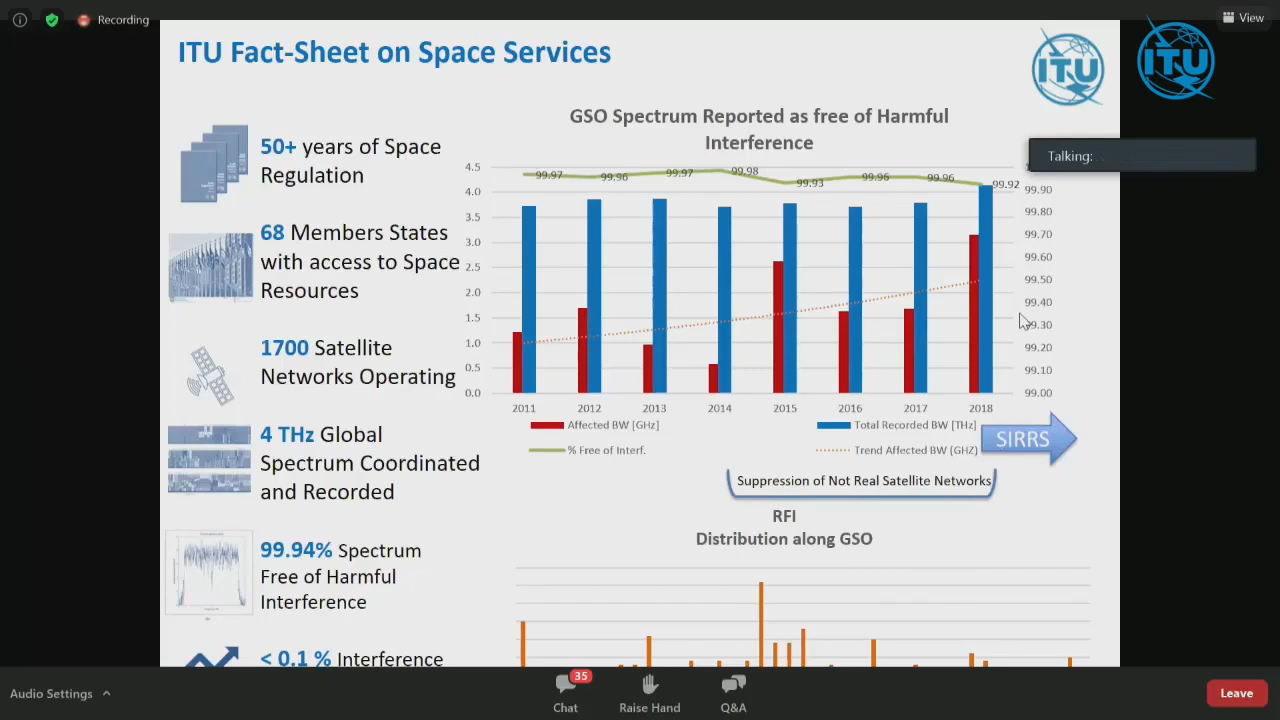 Recording
View
ITU Fact-Sheet on Space Services
ITU
ITU
Talking:
50+ years of Space
Regulation
68 Members States
with access to Space
Resources
1700 Satellite
Networks Operating
4 THz Global
Spectrum Coordinated
and Recorded
99.94% Spectrum
Free of Harmful
Interference
< 0.1 % Interference
GSO Spectrum Reported as free of Harmful
Interference
4.5
4.0
3.5
3.0
2.5
2.0
1.5
1.0
0.5
0.0
99.97
99.96
99.97
99.98
99.93
99.96
99.96
99.92
99.90
99.80
99.70
99.60
99.50
99.40
99.30
99.20
99.10
99.00
2011 2012 2013 2014 2015 2016 2017 2018
Affected BW [GHz]
Total Recorded BW [THz]
% Free of Interf.
Trend Affected BW (GHZ)
SIRRS
Suppression of Not Real Satellite Networks
RFI
Distribution along GSO
Audio Settings
35
Chat
Raise Hand
Q&A
Leave